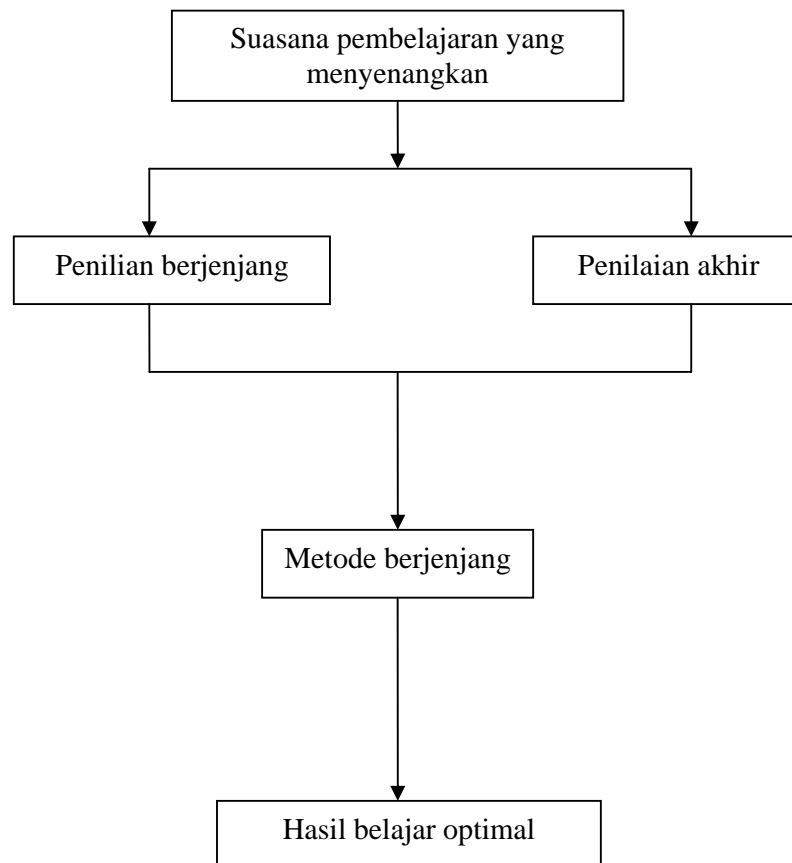 Suasana pembelajaran yang
menyenangkan
Penilian berjenjang
Penilaian akhir
Metode berjenjang
Hasil belajar optimal